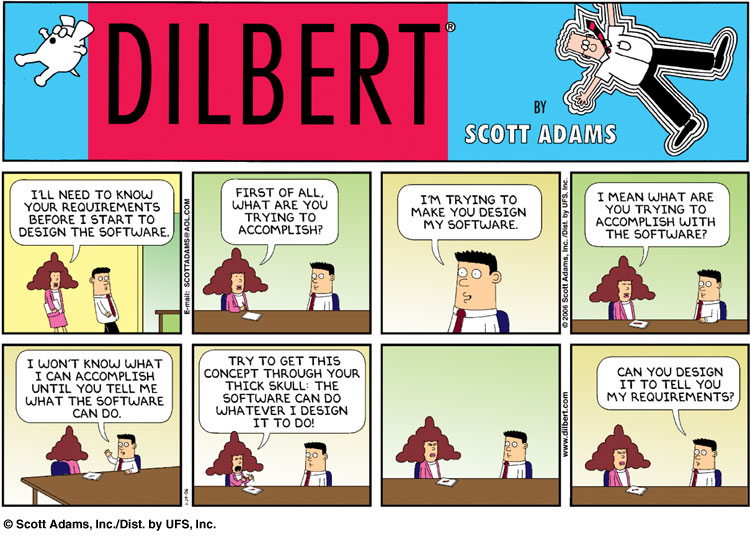 DILBERT
®
BY
SCOTT ADAMS
I'LL NEED TO KNOW
YOUR REQUIREMENTS
BEFORE I START TO
DESIGN THE SOFTWARE.
E-mail: SCOTTADAMS@AOL.COM
FIRST OF ALL,
WHAT ARE YOU
TRYING TO
ACCOMPLISH?
I'M TRYING TO
MAKE YOU DESIGN
MY SOFTWARE.
© 2006 Scott Adams, Inc./Dist. by UFS, Inc.
I MEAN WHAT ARE
YOU TRYING TO
ACCOMPLISH WITH
THE SOFTWARE?
I WON'T KNOW WHAT
I CAN ACCOMPLISH
UNTIL YOU TELL ME
WHAT THE SOFTWARE
CAN DO.
1-29-06
TRY TO GET THIS
CONCEPT THROUGH YOUR
THICK SKULL: THE
SOFTWARE CAN DO
WHATEVER I DESIGN
IT TO DO!
www.dilbert.com
CAN YOU DESIGN
IT TO TELL YOU
MY REQUIREMENTS?
© Scott Adams, Inc./Dist. by UFS, Inc.